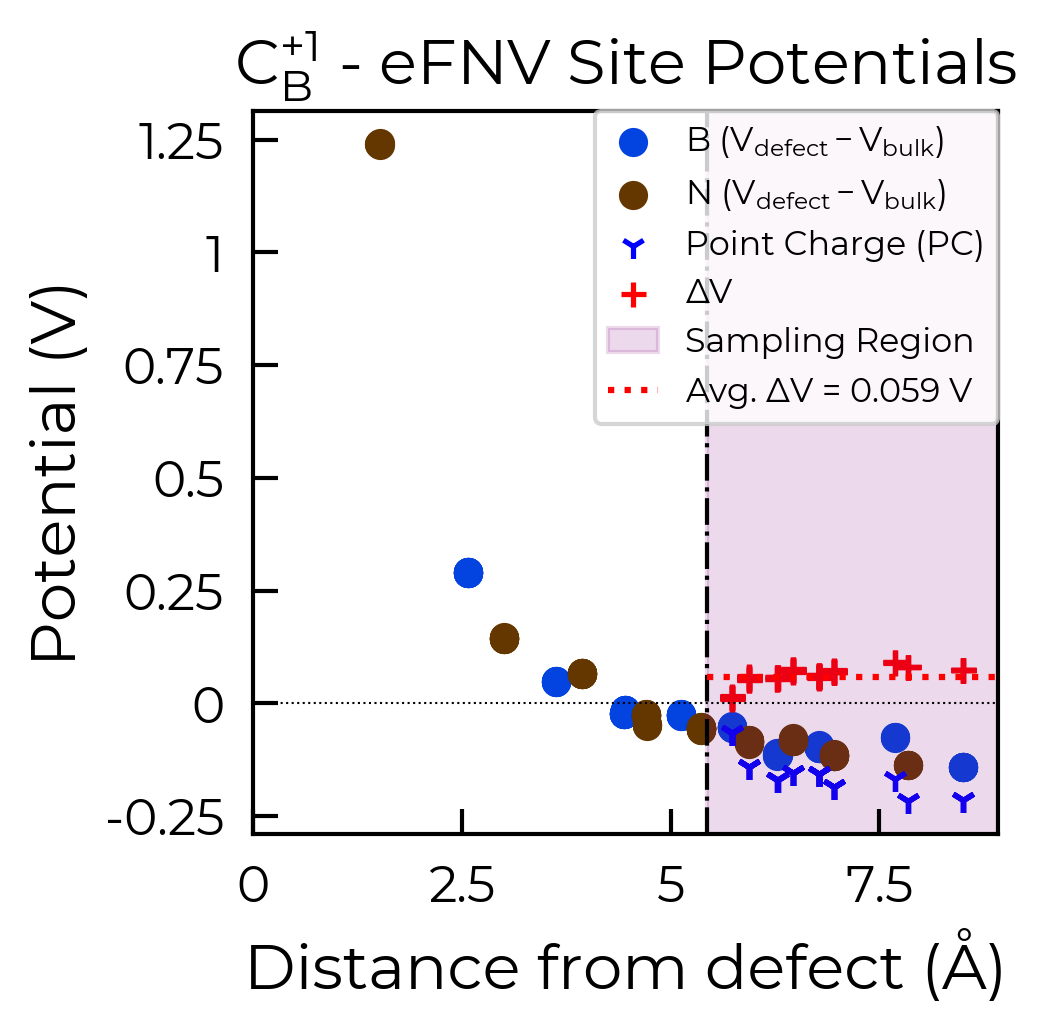 C_B^{+1} - eFNV Site Potentials
B (V_defect – V_bulk)
N (V_defect – V_bulk)
Point Charge (PC)
ΔV
Sampling Region
Avg. ΔV = 0.059 V
Potential (V)
1.25
1
0.75
0.5
0.25
0
-0.25
0 2.5 5 7.5
Distance from defect (Å)